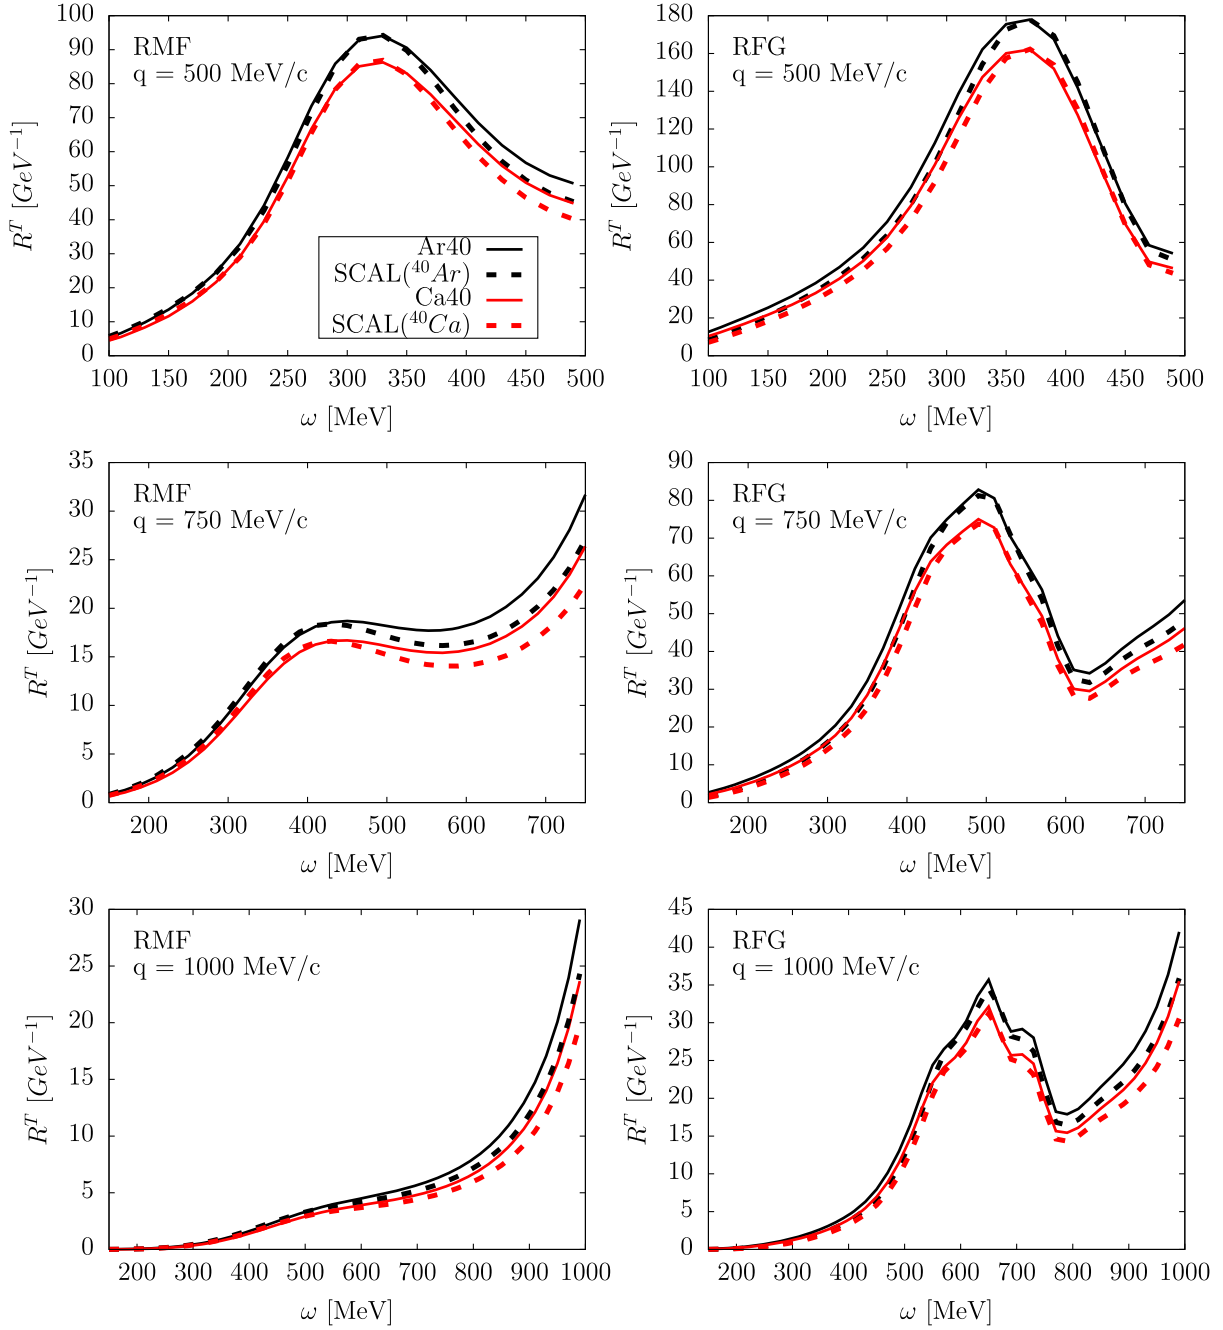 RMF
q = 500 MeV/c
R^T [GeV^{-1}]
100
90
80
70
60
50
40
30
20
10
0
Ar40
SCAL(^{40}Ar)
Ca40
SCAL(^{40}Ca)
100 150 200 250 300 350 400 450 500
ω [MeV]
RFG
q = 500 MeV/c
R^T [GeV^{-1}]
180
160
140
120
100
80
60
40
20
0
100 150 200 250 300 350 400 450 500
ω [MeV]
RMF
q = 750 MeV/c
R^T [GeV^{-1}]
35
30
25
20
15
10
5
0
200 300 400 500 600 700
ω [MeV]
RFG
q = 750 MeV/c
R^T [GeV^{-1}]
90
80
70
60
50
40
30
20
10
0
200 300 400 500 600 700
ω [MeV]
RMF
q = 1000 MeV/c
R^T [GeV^{-1}]
30
25
20
15
10
5
0
200 300 400 500 600 700 800 900 1000
ω [MeV]
RFG
q = 1000 MeV/c
R^T [GeV^{-1}]
45
40
35
30
25
20
15
10
5
0
200 300 400 500 600 700 800 900 1000
ω [MeV]